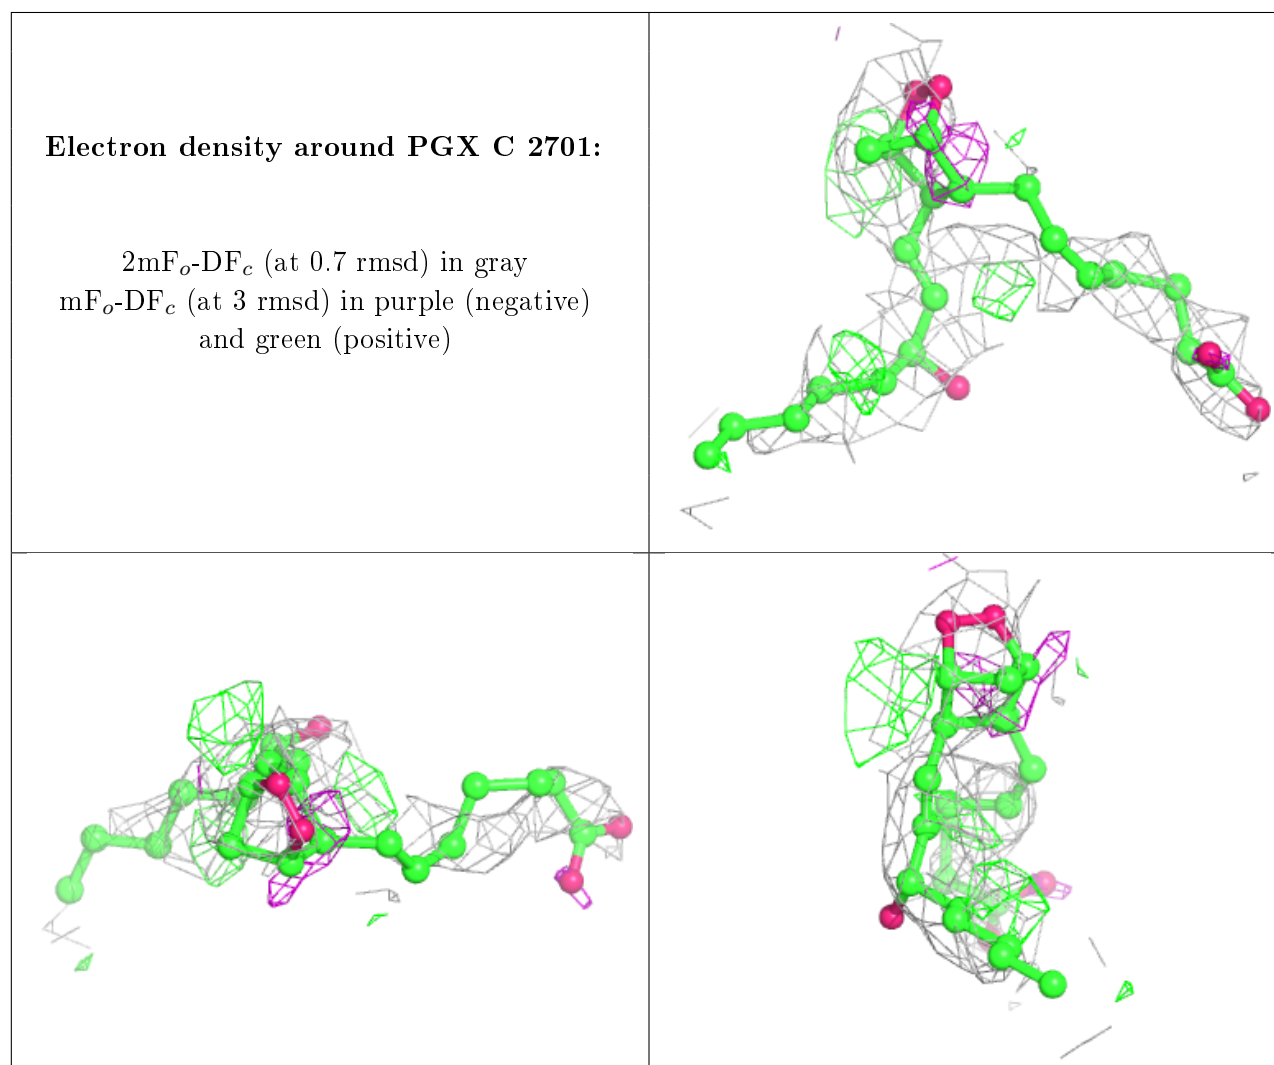 Electron density around PGX C 2701:
2mFo-DFc (at 0.7 rmsd) in gray
mFo-DFc (at 3 rmsd) in purple (negative)
and green (positive)